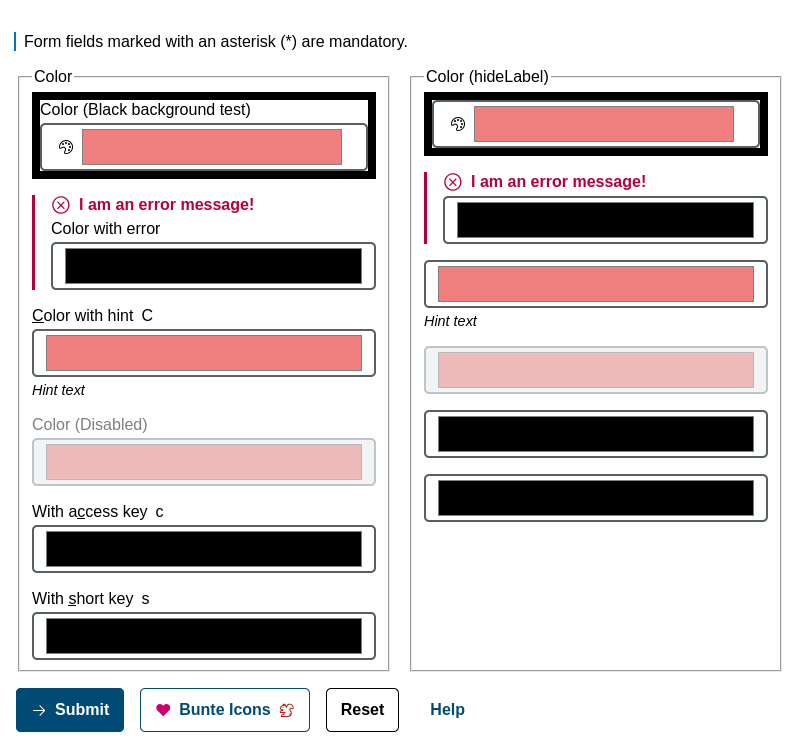 Form fields marked with an asterisk (*) are mandatory.
Color
Color (Black background test)
I am an error message!
Color with error
Color with hint C
Hint text
Color (Disabled)
With access key c
With short key s
Color (hideLabel)
I am an error message!
Hint text
Submit
Bunte Icons
Reset
Help